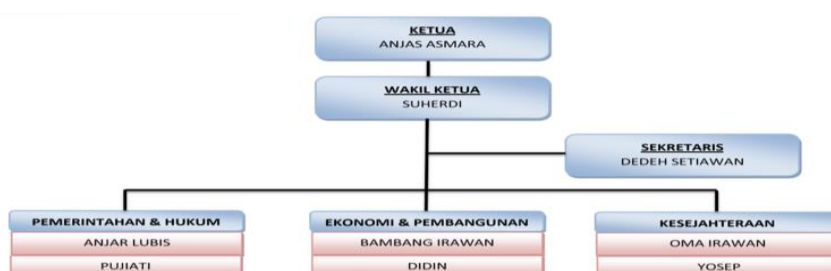 KETUA
ANJAS ASMARA
WAKIL KETUA
SUHERDI
SEKRETARIS
DEDEH SETIAWAN
PEMERINTAHAN & HUKUM
ANJAR LUBIS
PUJIATI
EKONOMI & PEMBANGUNAN
BAMBANG IRAWAN
DIDIN
KESEJAHTERAAN
OMA IRAWAN
YOSEP